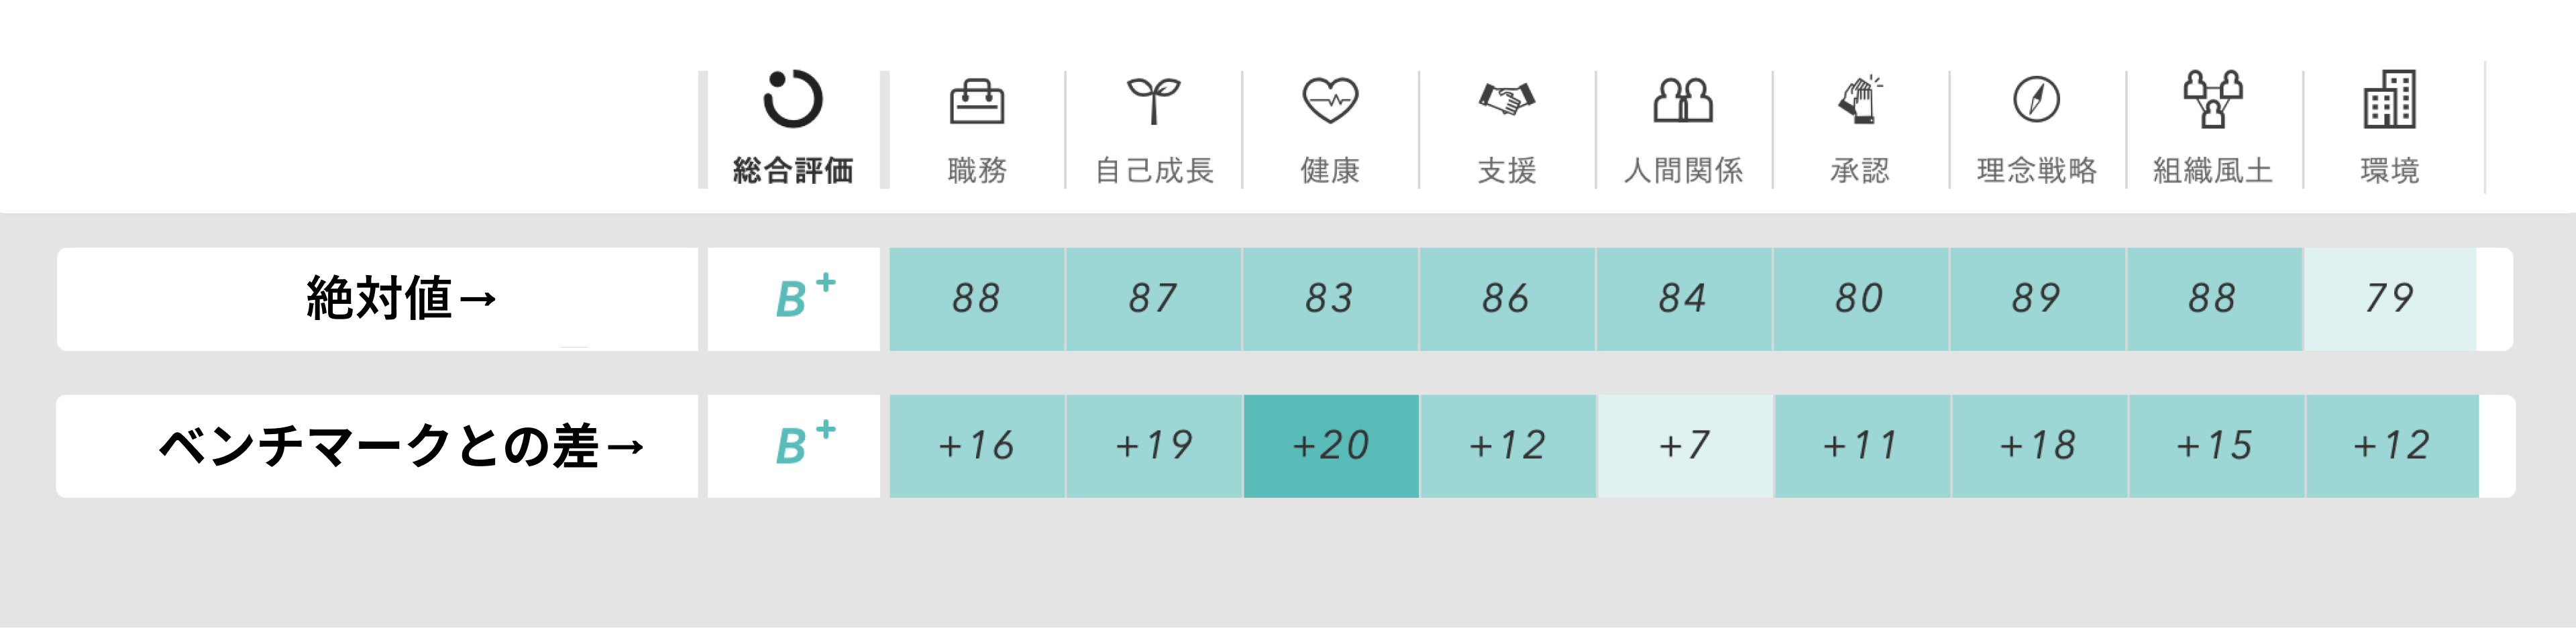 総合評価 職務 自己成長 健康 支援 人間関係 承認 理念戦略 組織風土 環境
絶対値→ B+ 88 87 83 86 84 80 89 88 79
ベンチマークとの差→ B+ +16 +19 +20 +12 +7 +11 +18 +15 +12